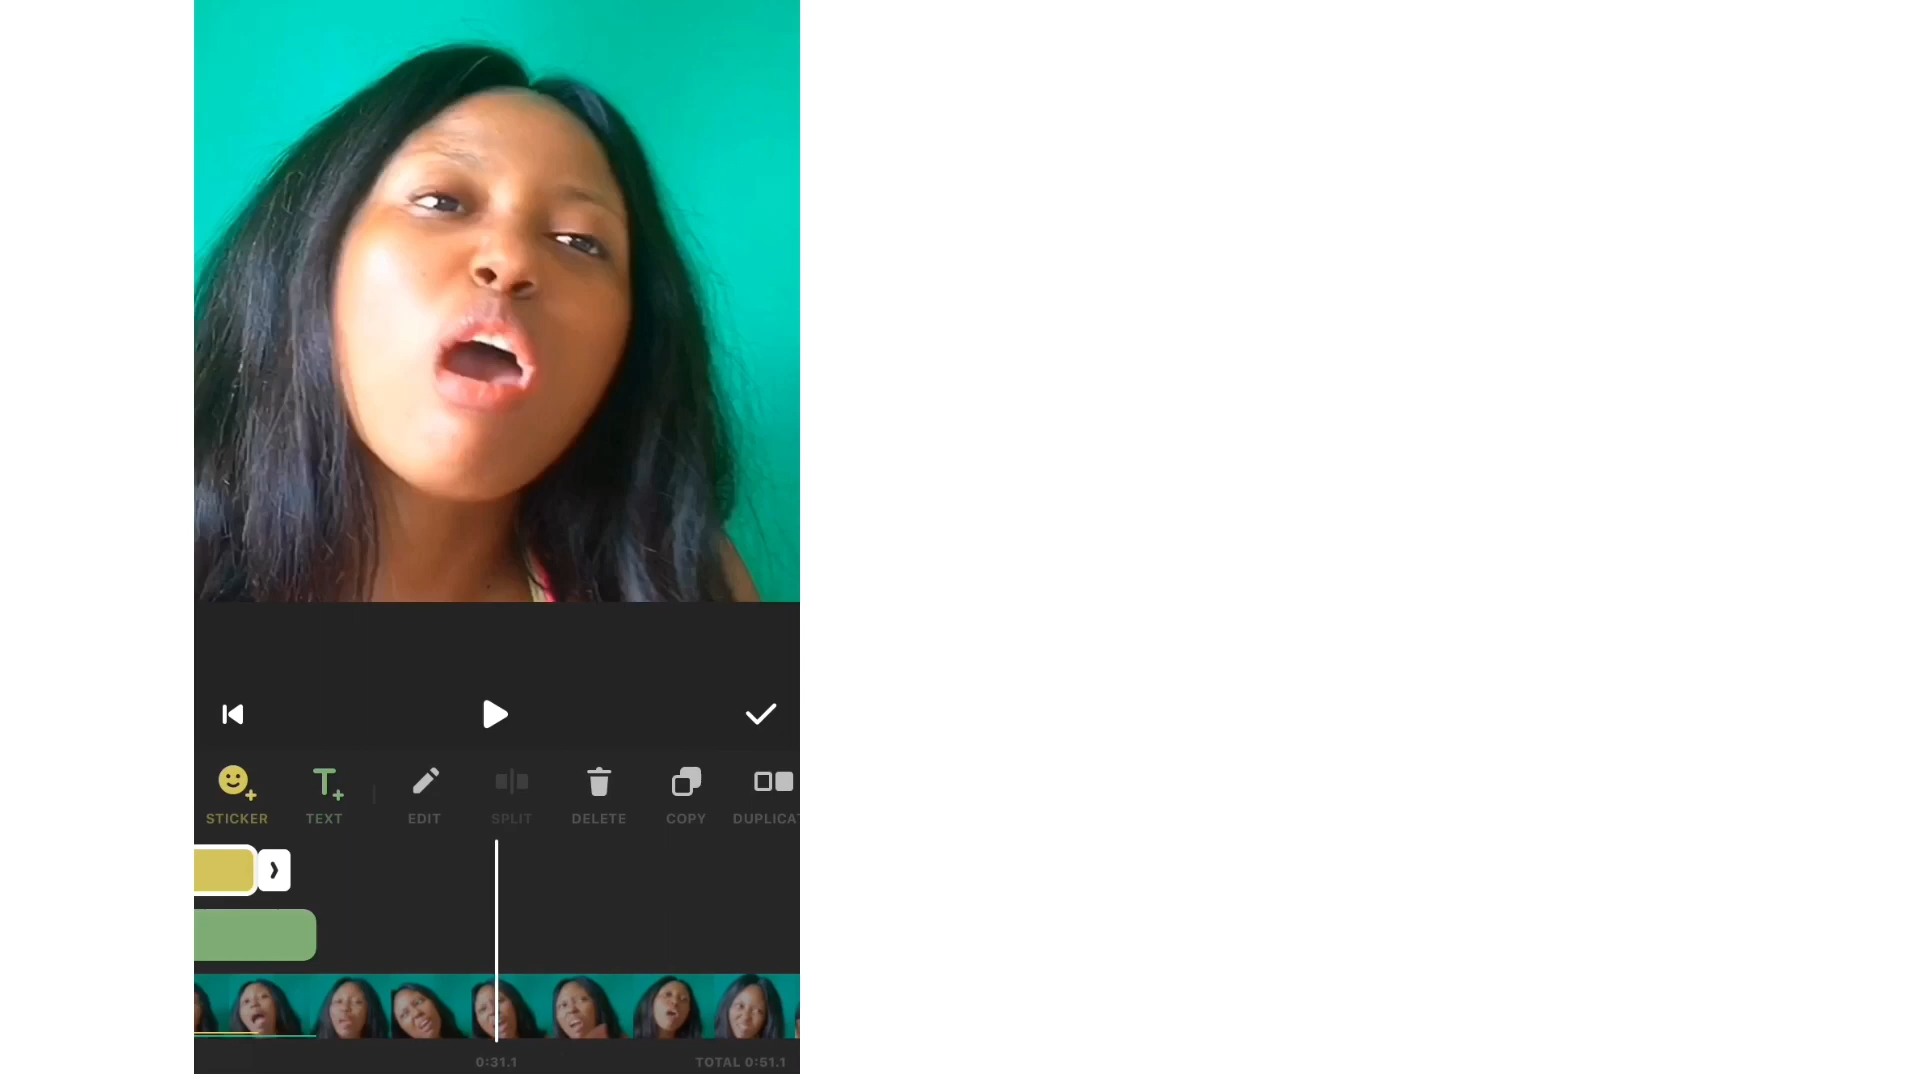 STICKER TEXT EDIT SPLIT DELETE COPY DUPLICAT
0:31.1 TOTAL 0:51.1